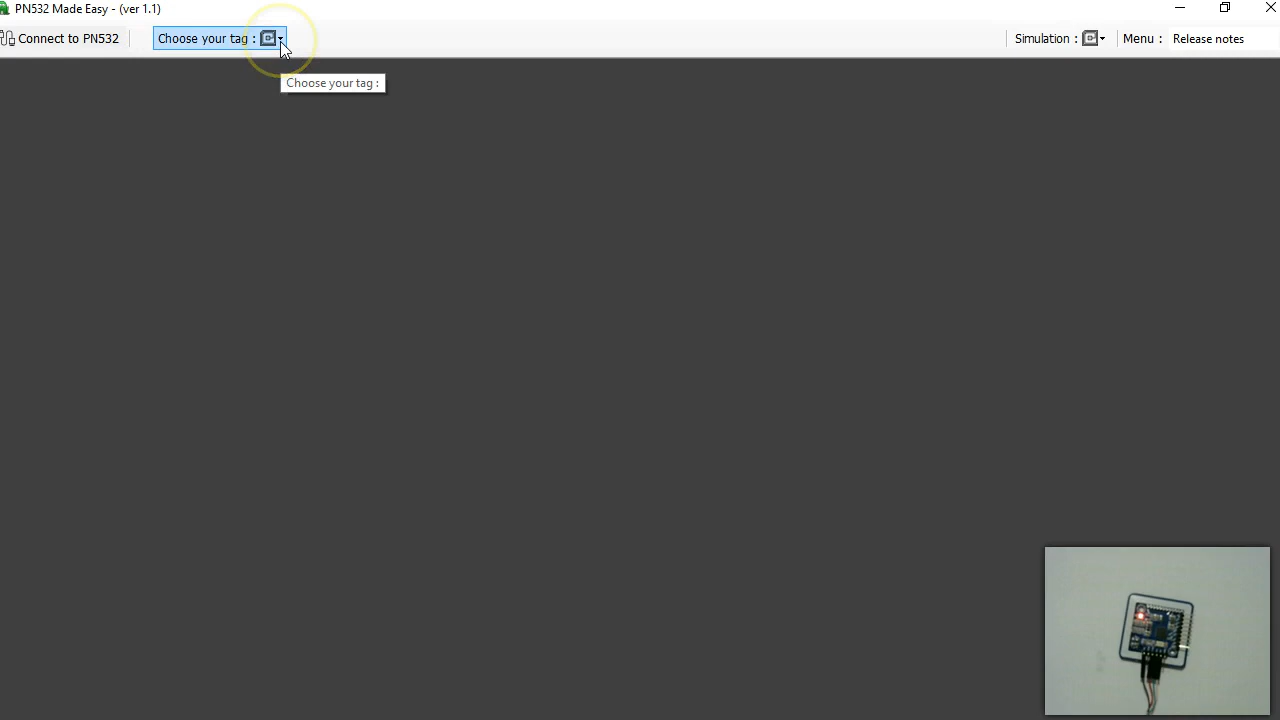 PN532 Made Easy - (ver 1.1)
Connect to PN532
Choose your tag :
Simulation :
Menu :
Release notes
Choose your tag :